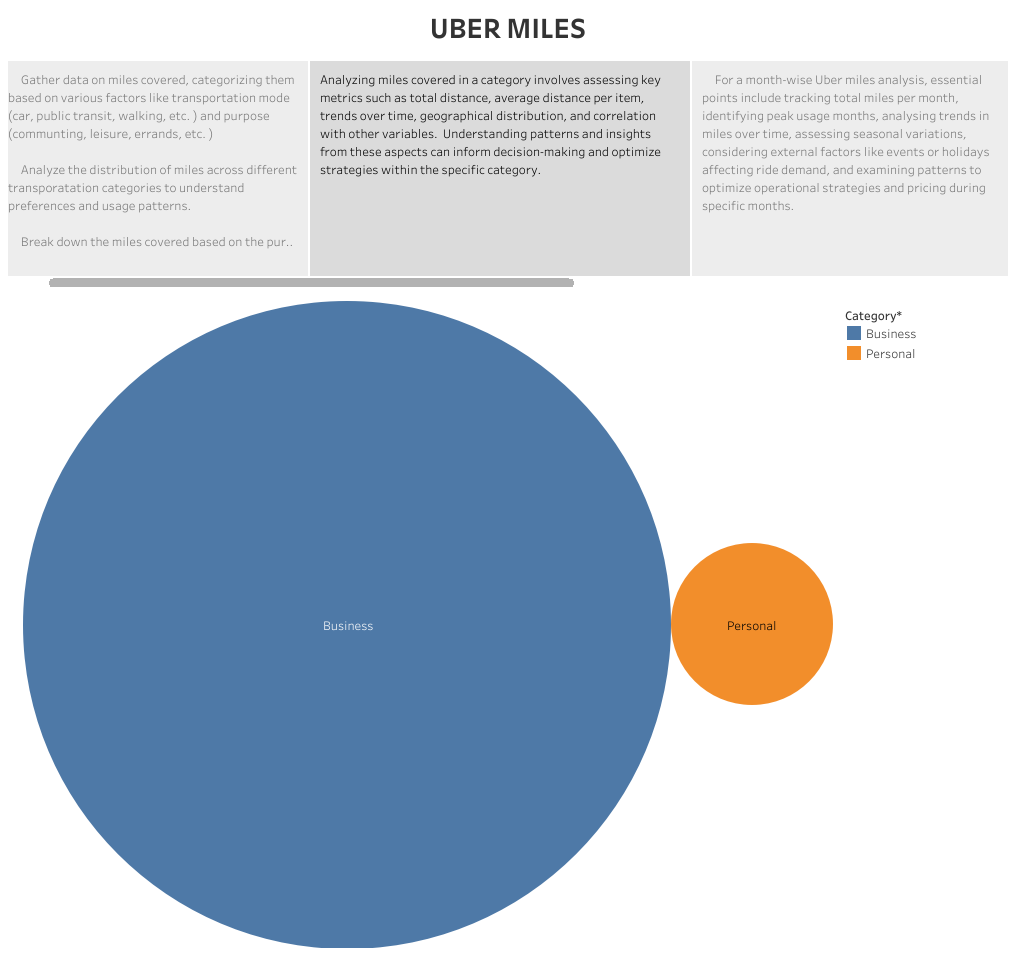 UBER MILES
Gather data on miles covered, categorizing them
based on various factors like transportation mode
(car, public transit, walking, etc. ) and purpose
(communting, leisure, errands, etc. )
Analyze the distribution of miles across different
transporatation categories to understand
preferences and usage patterns.
Break down the miles covered based on the pur..
Analyzing miles covered in a category involves assessing key
metrics such as total distance, average distance per item,
trends over time, geographical distribution, and correlation
with other variables.  Understanding patterns and insights
from these aspects can inform decision-making and optimize
strategies within the specific category.
For a month-wise Uber miles analysis, essential
points include tracking total miles per month,
identifying peak usage months, analysing trends in
miles over time, assessing seasonal variations,
considering external factors like events or holidays
affecting ride demand, and examining patterns to
optimize operational strategies and pricing during
specific months.
Category*
Business
Personal
Business
Personal